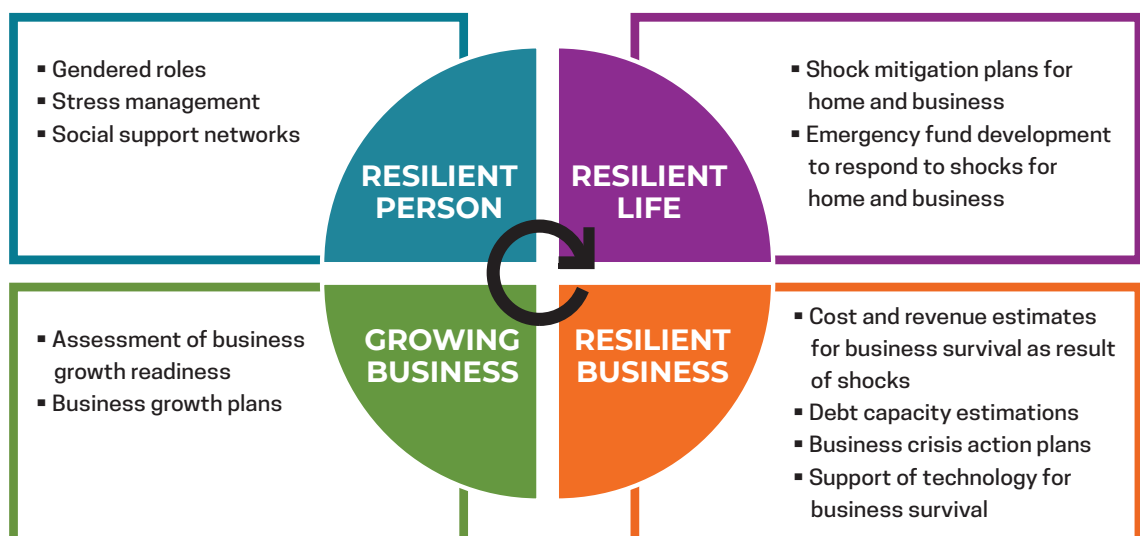 ▪ Gendered roles
▪ Stress management
▪ Social support networks
RESILIENT
PERSON
RESILIENT
LIFE
▪ Shock mitigation plans for
home and business
▪ Emergency fund development
to respond to shocks for
home and business
▪ Assessment of business
growth readiness
▪ Business growth plans
GROWING
BUSINESS
RESILIENT
BUSINESS
▪ Cost and revenue estimates
for business survival as result
of shocks
▪ Debt capacity estimations
▪ Business crisis action plans
▪ Support of technology for
business survival